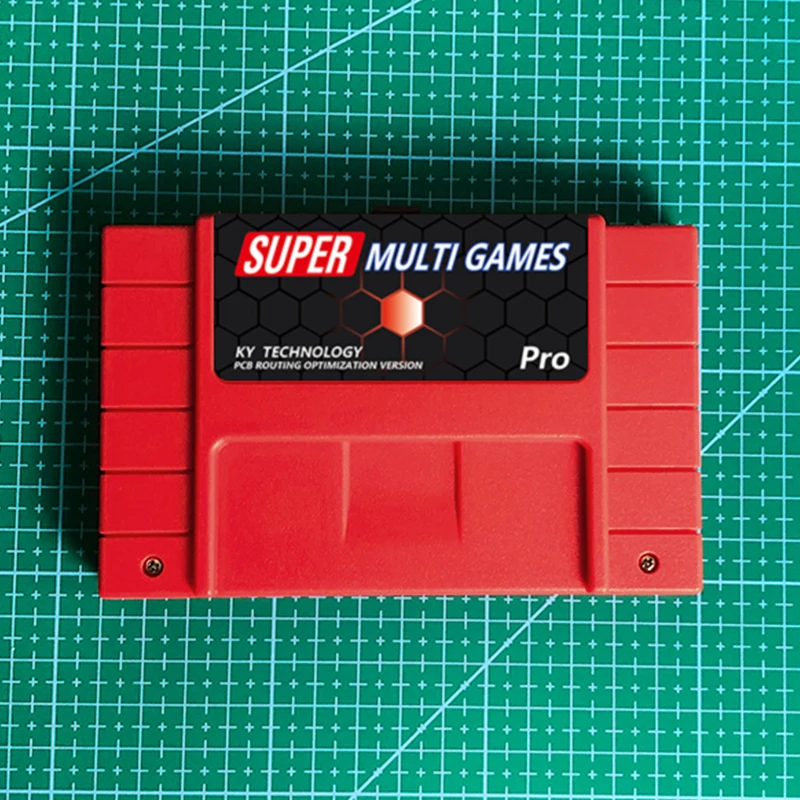 SUPER MULTI GAMES
KY TECHNOLOGY
PCB ROUTING OPTIMIZATION VERSION
Pro